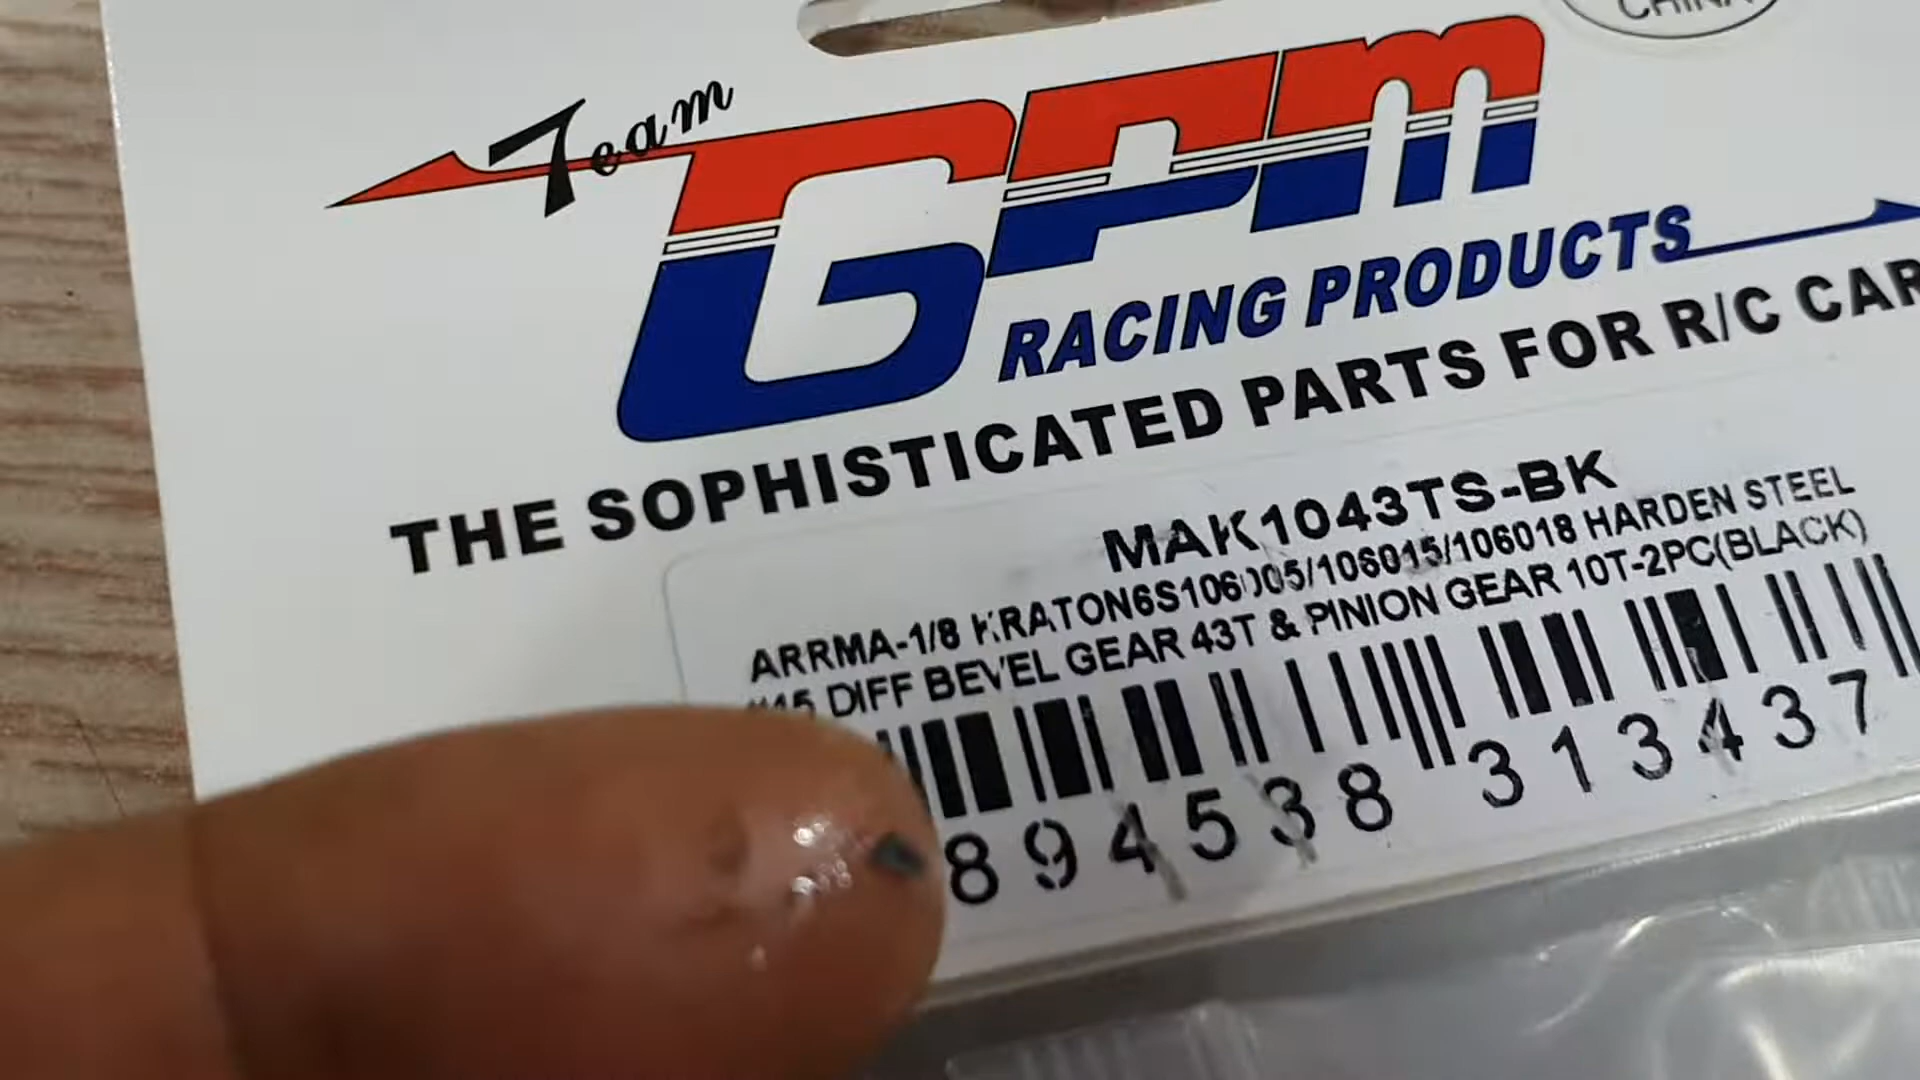 CHINA
Team
GPM
RACING PRODUCTS
THE SOPHISTICATED PARTS FOR R/C CAR
MAK1043TS-BK
ARRMA-1/8 KRATON6S106005/106015/106018 HARDEN STEEL
DIFF BEVEL GEAR 43T & PINION GEAR 10T-2PC(BLACK)
894538 313437